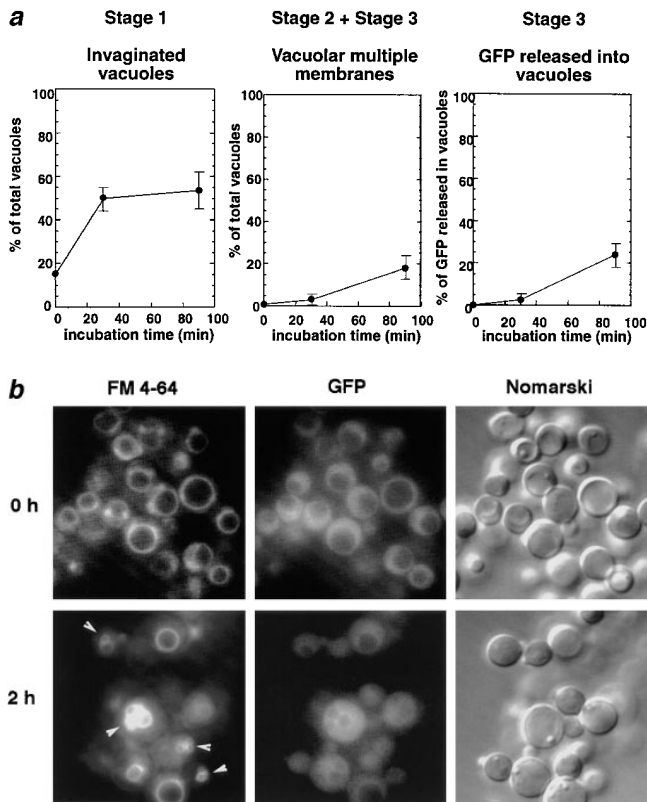 a
Stage 1
Stage 2 + Stage 3
Stage 3
Invaginated
vacuoles
Vacuolar multiple
membranes
GFP released into
vacuoles
% of total vacuoles
100
80
60
40
20
0
0 20 40 60 80 100
incubation time (min)
% of total vacuoles
100
80
60
40
20
0
0 20 40 60 80 100
incubation time (min)
% of GFP released in vacuoles
100
80
60
40
20
0
0 20 40 60 80 100
incubation time (min)
b
FM 4-64
GFP
Nomarski
0 h
2 h